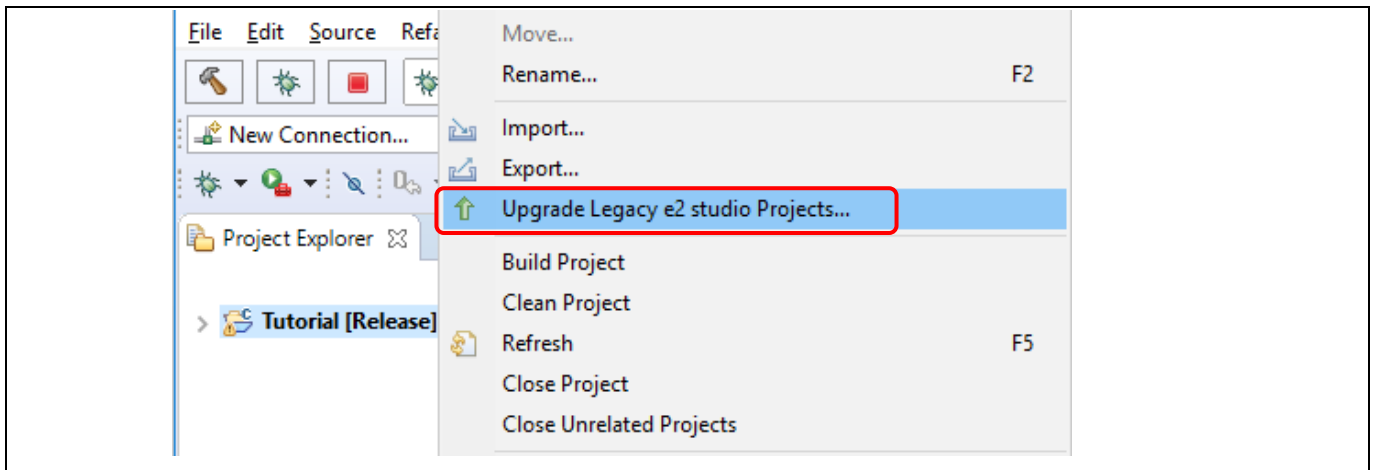 File Edit Source Refa
New Connection...
Project Explorer
Tutorial [Release]
Move...
Rename... F2
Import...
Export...
Upgrade Legacy e2 studio Projects...
Build Project
Clean Project
Refresh F5
Close Project
Close Unrelated Projects